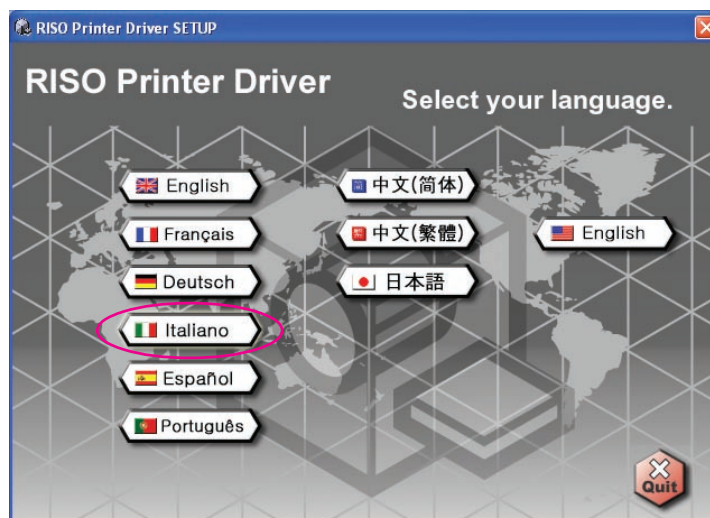 RISO Printer Driver SETUP
RISO Printer Driver
Select your language.
English
Français
Deutsch
Italiano
Español
Português
中文(简体)
中文(繁體)
日本語
English
Quit